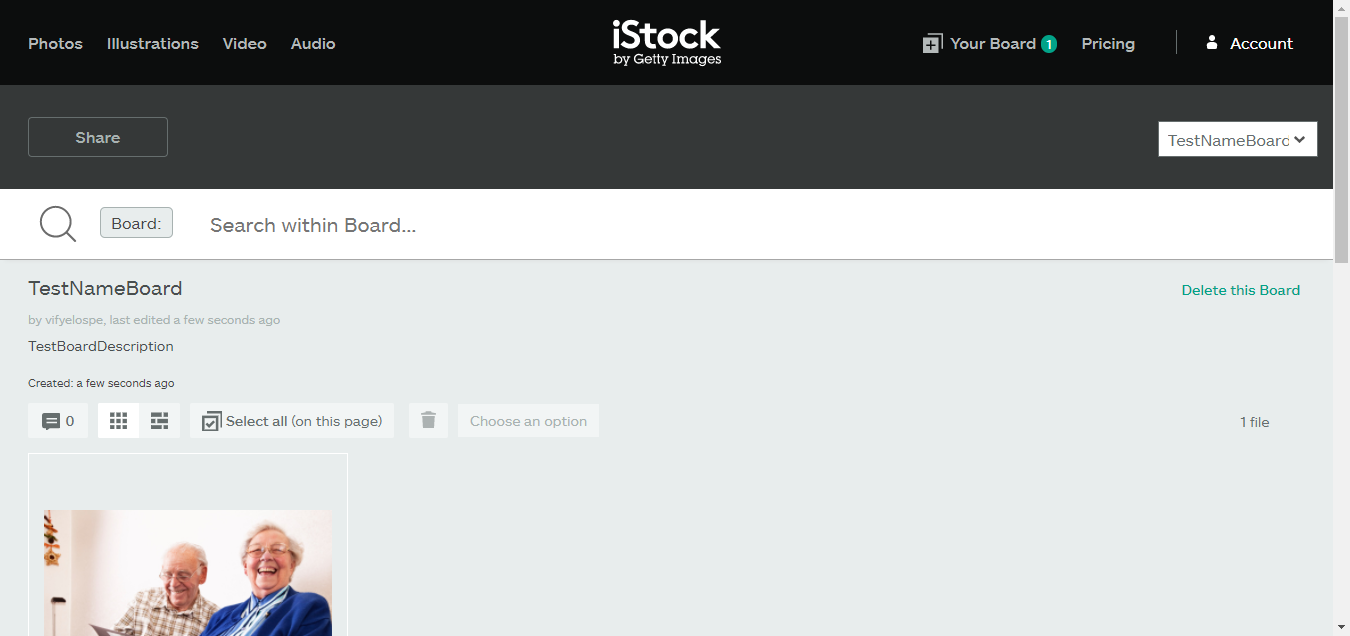 Photos Illustrations Video Audio
iStock
by Getty Images
Your Board 1 Pricing Account
Share
TestNameBoard
Board: Search within Board...
TestNameBoard
Delete this Board
by vifyelospe, last edited a few seconds ago
TestBoardDescription
Created: a few seconds ago
0 Select all (on this page) Choose an option 1 file